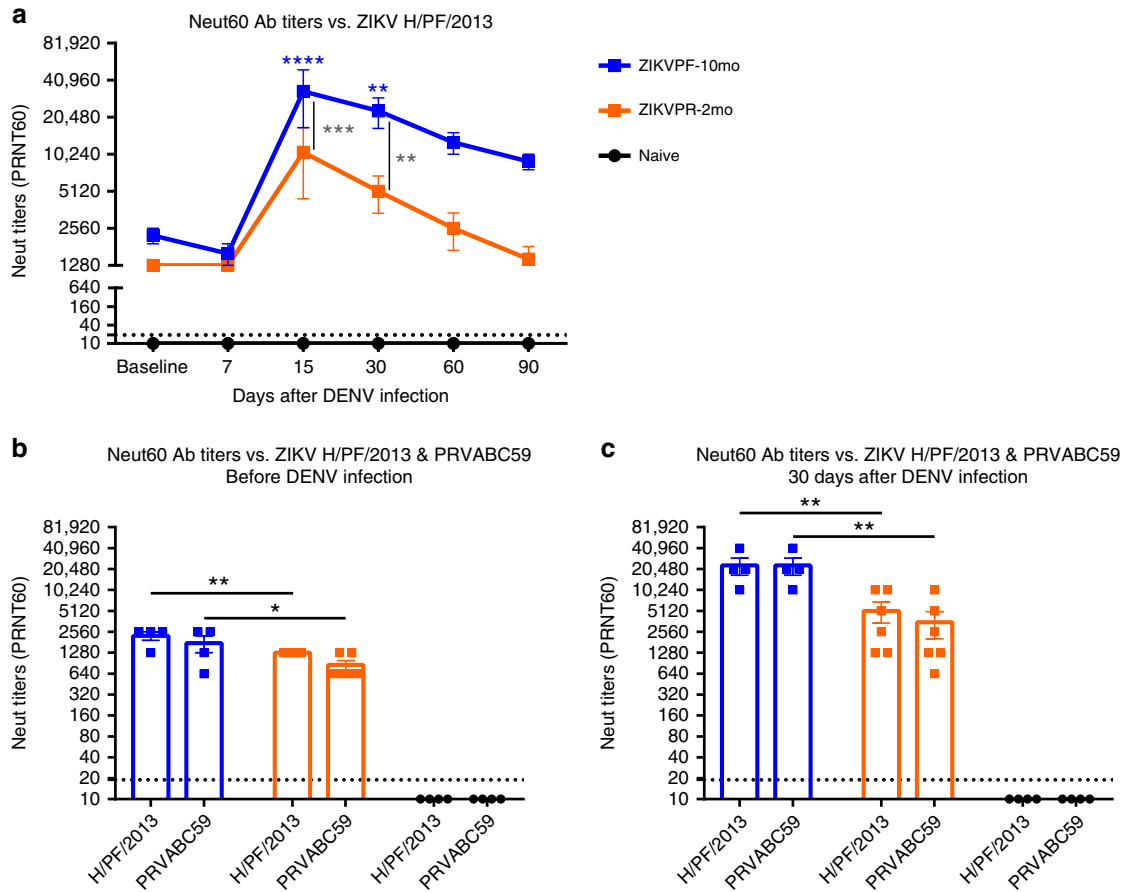 a
Neut60 Ab titers vs. ZIKV H/PF/2013
Neut titers (PRNT60)
81,920
40,960
20,480
10,240
5120
2560
1280
640
160
40
10
****
**
***
**
Baseline
7
15
30
60
90
Days after DENV infection
ZIKVPF-10mo
ZIKVPR-2mo
Naive
b
Neut60 Ab titers vs. ZIKV H/PF/2013 & PRVABC59
Before DENV infection
Neut titers (PRNT60)
81,920
40,960
20,480
10,240
5120
2560
1280
640
320
160
80
40
20
10
**
*
H/PF/2013
PRVABC59
H/PF/2013
PRVABC59
H/PF/2013
PRVABC59
c
Neut60 Ab titers vs. ZIKV H/PF/2013 & PRVABC59
30 days after DENV infection
Neut titers (PRNT60)
81,920
40,960
20,480
10,240
5120
2560
1280
640
320
160
80
40
20
10
**
**
H/PF/2013
PRVABC59
H/PF/2013
PRVABC59
H/PF/2013
PRVABC59